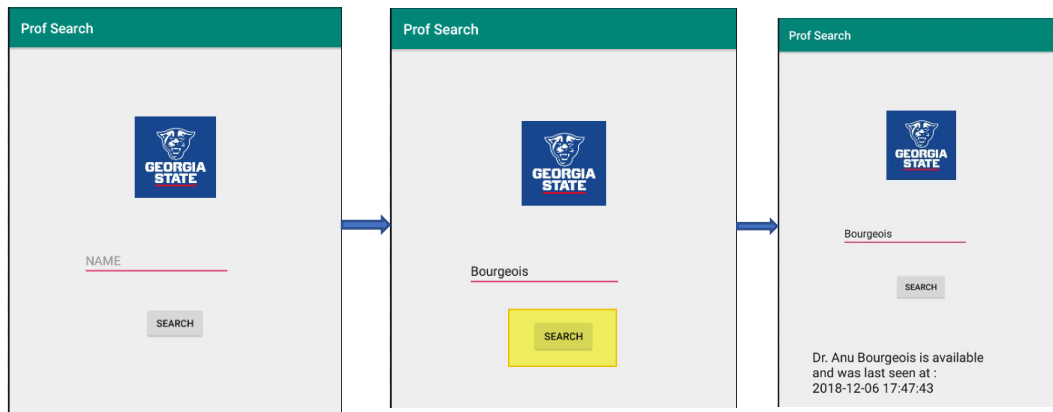 Prof Search
GEORGIA
STATE
NAME
SEARCH
Prof Search
GEORGIA
STATE
Bourgeois
SEARCH
Prof Search
GEORGIA
STATE
Bourgeois
SEARCH
Dr. Anu Bourgeois is available
and was last seen at :
2018-12-06 17:47:43